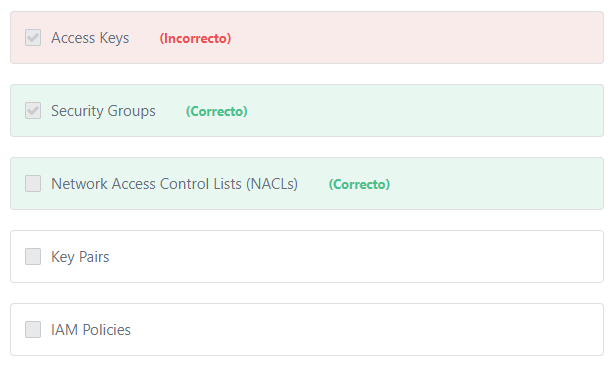 Access Keys (Incorrecto)
Security Groups (Correcto)
Network Access Control Lists (NACLs) (Correcto)
Key Pairs
IAM Policies